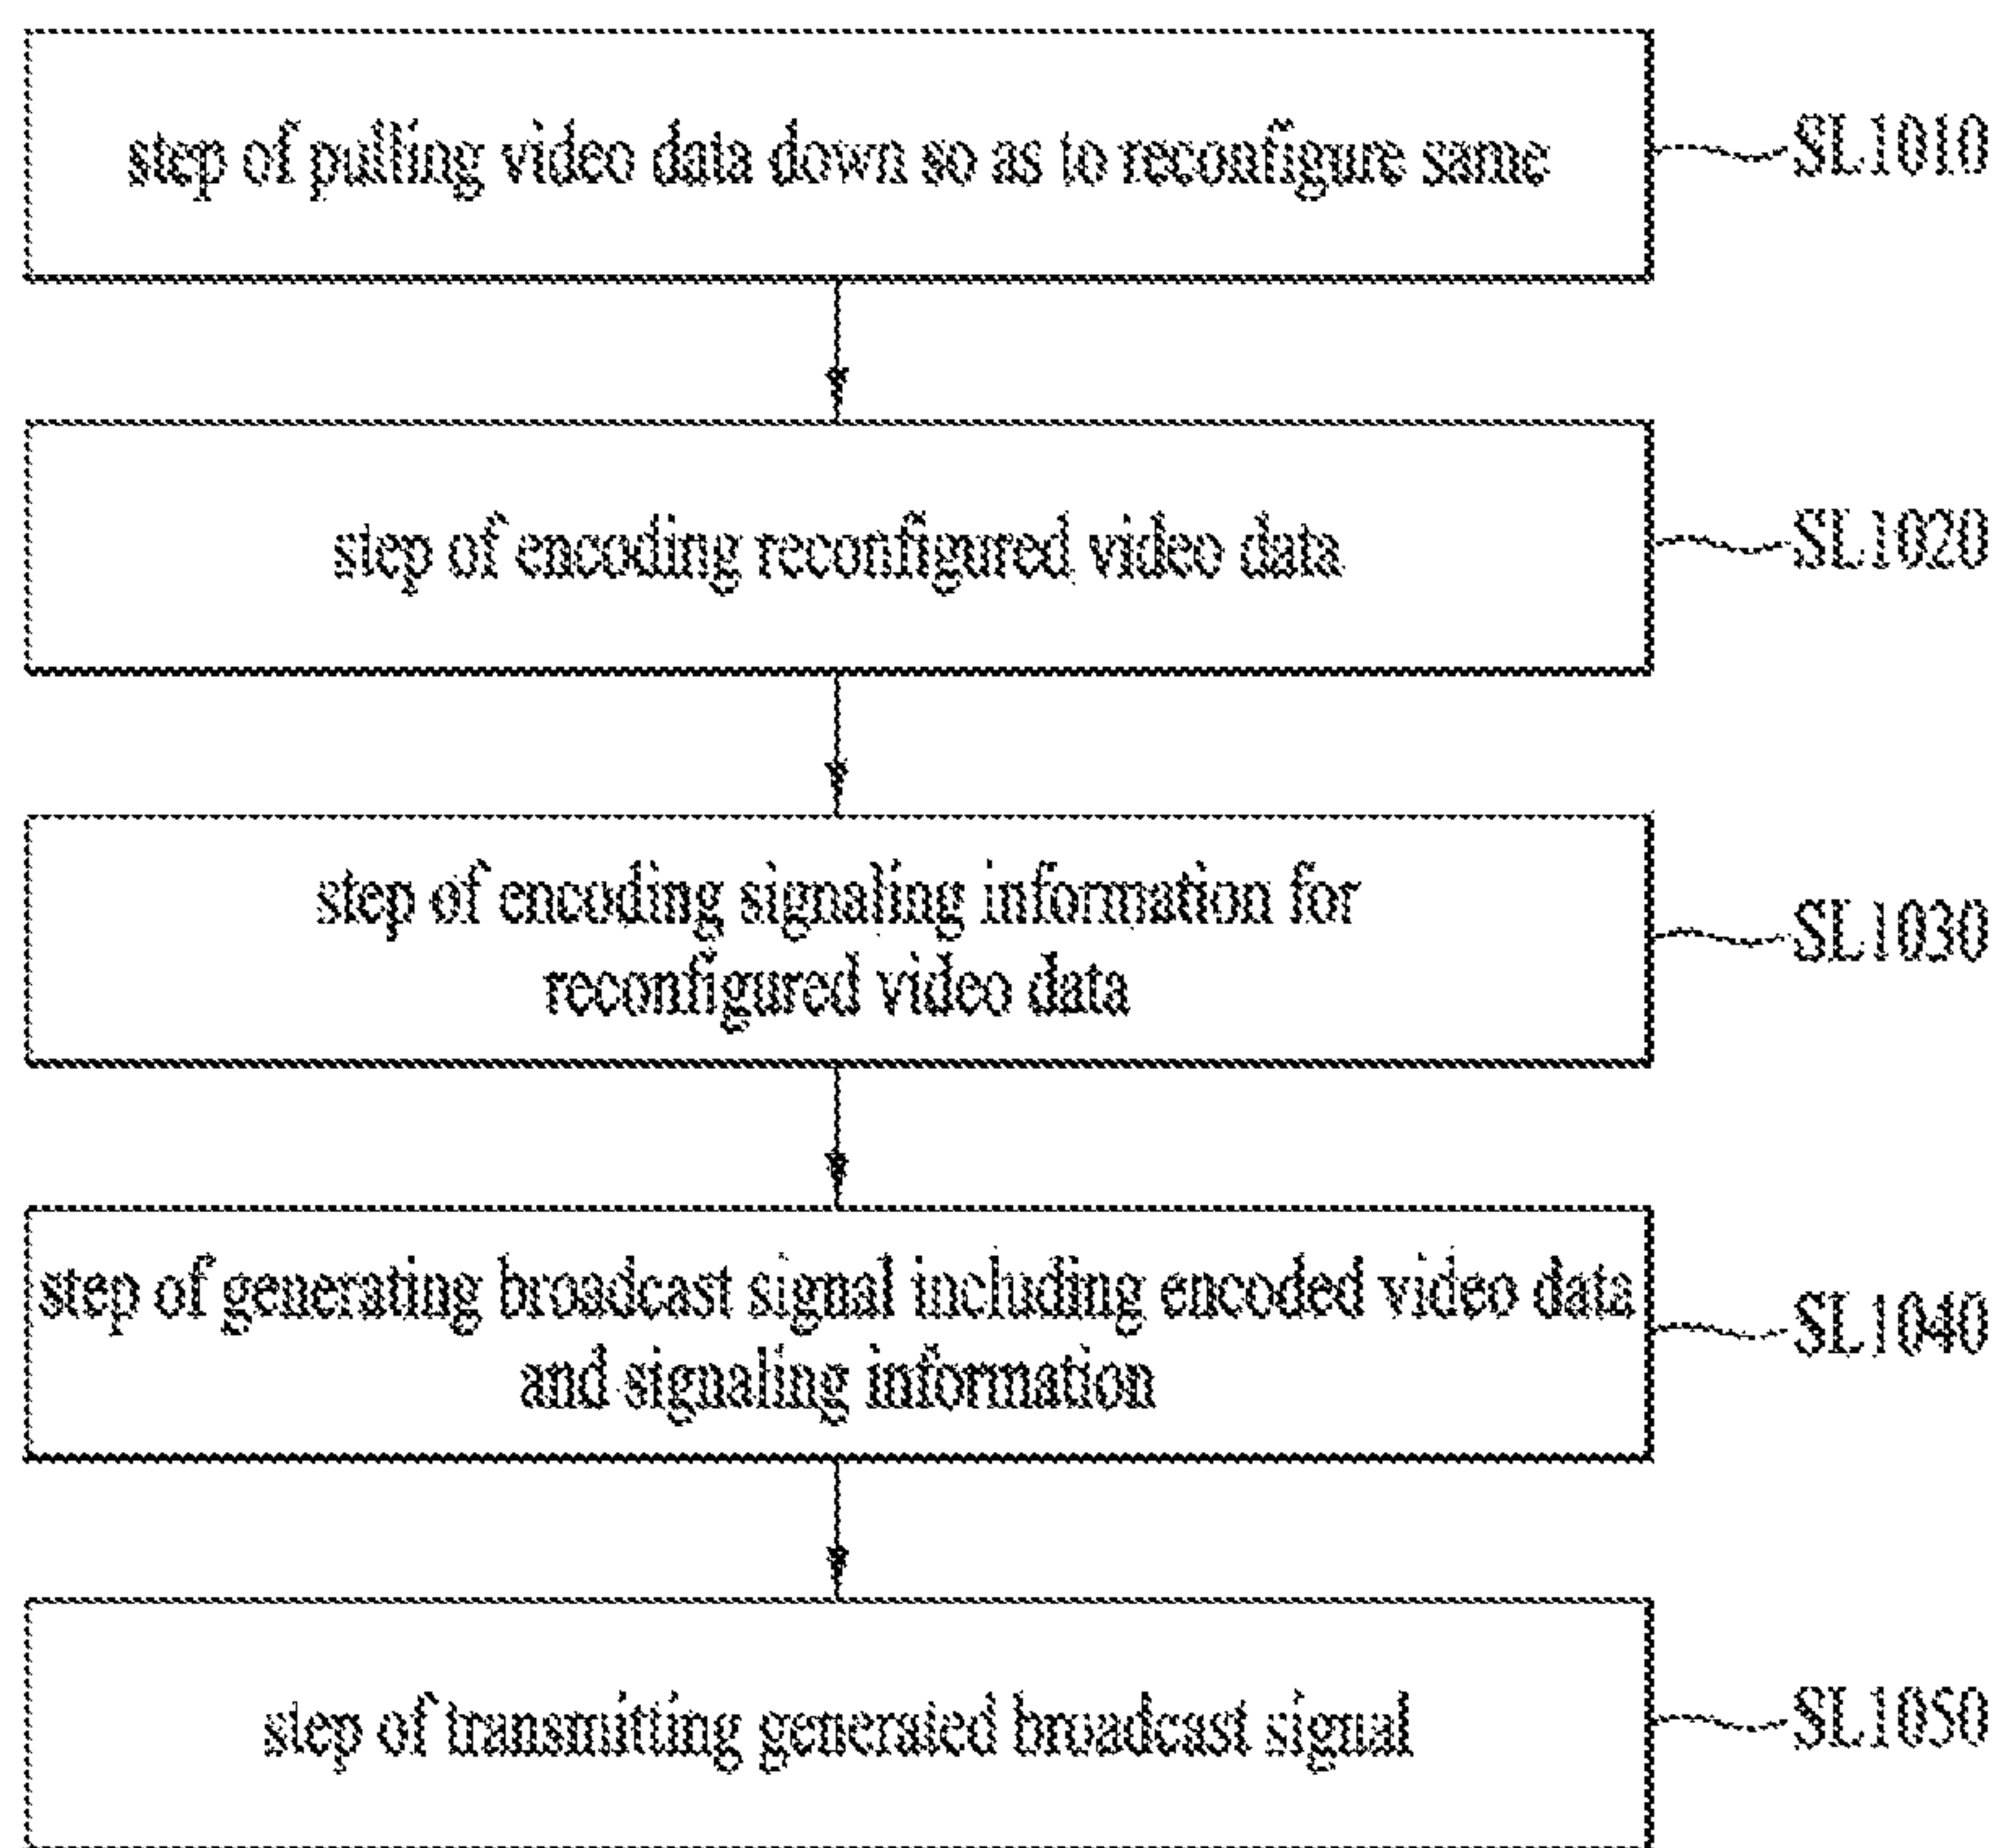 step of pulling video data down so as to reconfigure same
SL1010
step of encoding reconfigured video data
SL1020
step of encoding signaling information for
reconfigured video data
SL1030
step of generating broadcast signal including encoded video data
and signaling information
SL1040
step of transmitting generated broadcast signal
SL1050